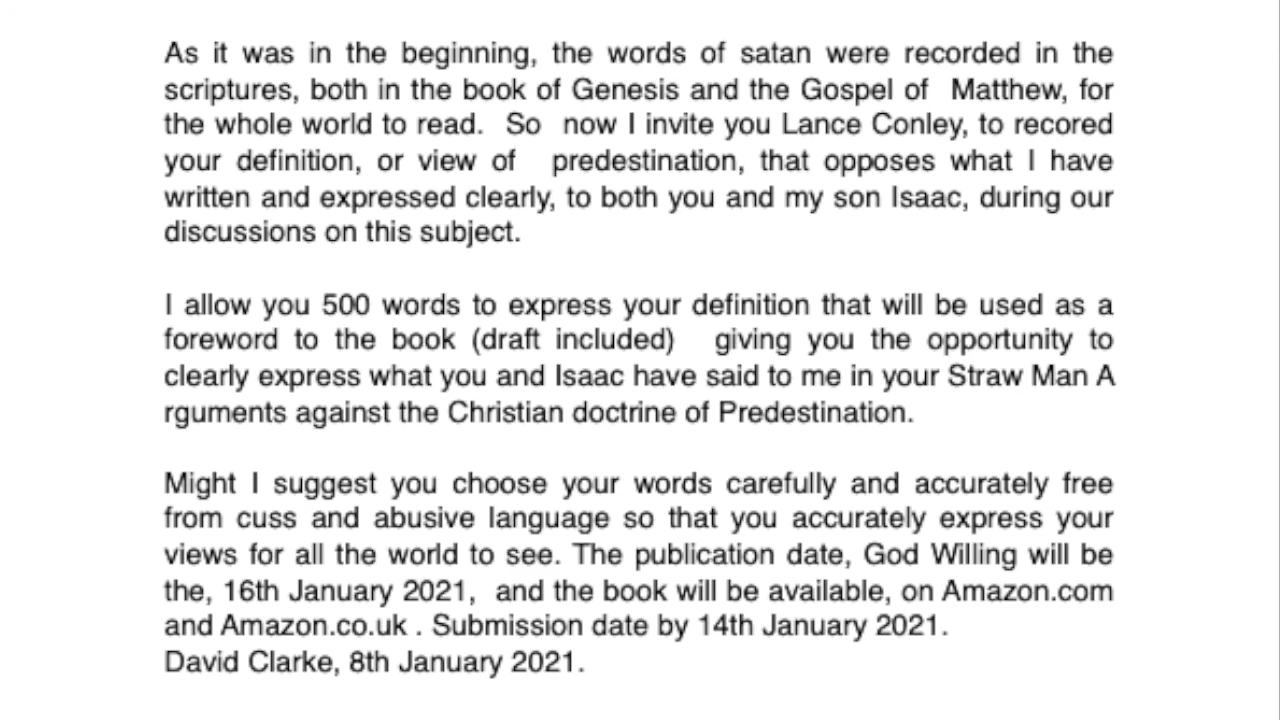 As it was in the beginning, the words of satan were recorded in the
scriptures, both in the book of Genesis and the Gospel of  Matthew, for
the whole world to read.  So  now I invite you Lance Conley, to recored
your definition, or view of  predestination, that opposes what I have
written and expressed clearly, to both you and my son Isaac, during our
discussions on this subject.
I allow you 500 words to express your definition that will be used as a
foreword to the book (draft included)  giving you the opportunity to
clearly express what you and Isaac have said to me in your Straw Man A
rguments against the Christian doctrine of Predestination.
Might I suggest you choose your words carefully and accurately free
from cuss and abusive language so that you accurately express your
views for all the world to see. The publication date, God Willing will be
the, 16th January 2021,  and the book will be available, on Amazon.com
and Amazon.co.uk . Submission date by 14th January 2021.
David Clarke, 8th January 2021.